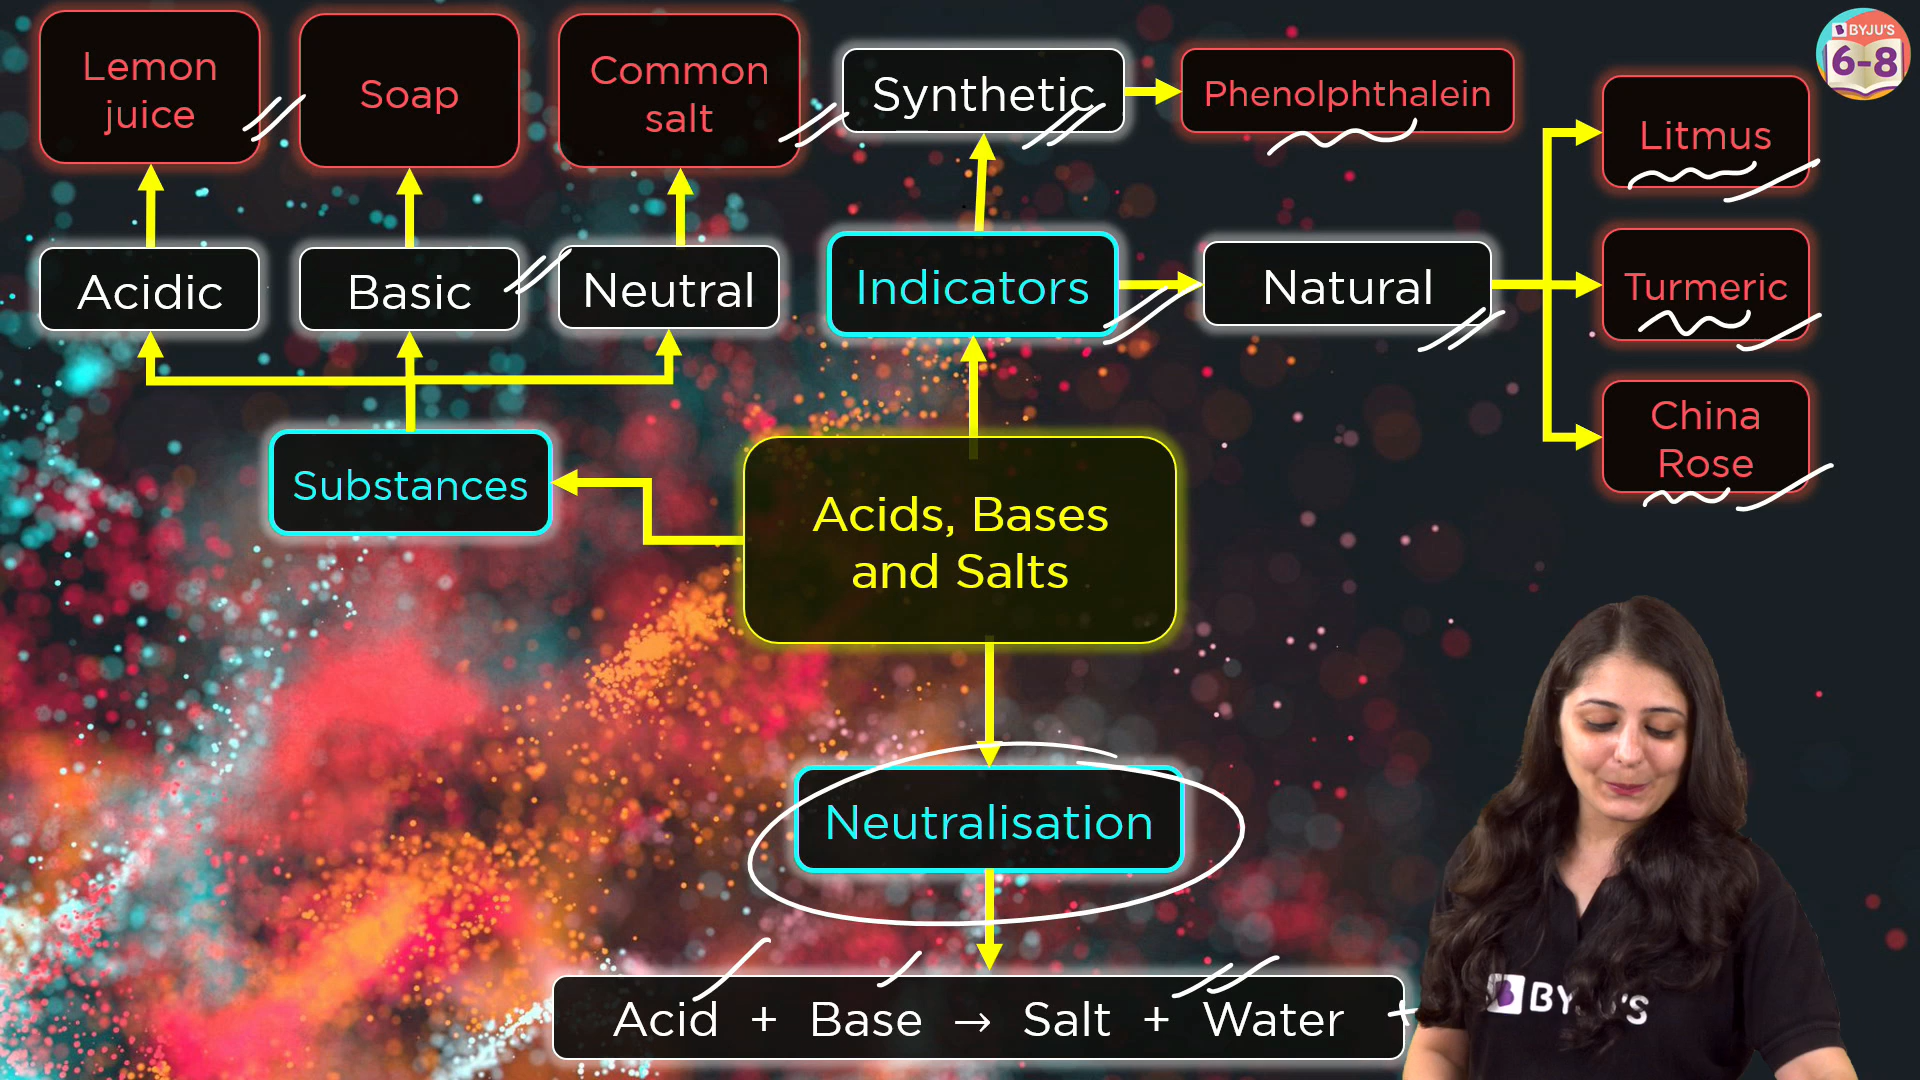 Lemon
juice
Soap
Common
salt
Synthetic
Phenolphthalein
BYJU'S
6-8
Litmus
Acidic
Basic
Neutral
Indicators
Natural
Turmeric
China
Rose
Substances
Acids, Bases
and Salts
Neutralisation
Acid + Base → Salt + Water +
BYJU'S